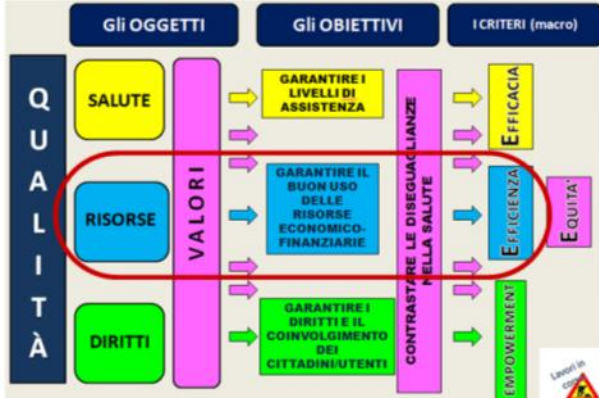 Gli OGGETTI
Gli OBIETTIVI
I CRITERI (macro)
QUALITÀ
SALUTE
RISORSE
DIRITTI
VALORI
GARANTIRE I
LIVELLI DI
ASSISTENZA
GARANTIRE IL
BUON USO
DELLE
RISORSE
ECONOMICO-
FINANZIARIE
GARANTIRE I
DIRITTI E IL
COINVOLGIMENTO
DEI
CITTADINI/UTENTI
CONTRASTARE LE DISEGUAGLIANZE
NELLA SALUTE
EFFICACIA
EFFICIENZA
EMPOWERMENT
EQUITA'
Lavori in